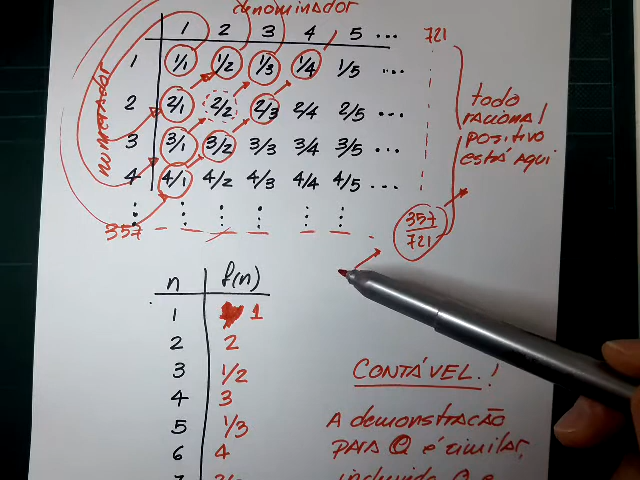 denominador
1 2 3 4 5 ... 721
numerador
1 1/1 1/2 1/3 1/4 1/5 ...
2 2/1 2/2 2/3 2/4 2/5 ...
3 3/1 3/2 3/3 3/4 3/5 ...
4 4/1 4/2 4/3 4/4 4/5 ...
todo
racional
positivo
está aqui
357
357/721
n f(n)
1 1
2 2
3 1/2
4 3
5 1/3
6 4
7
CONTÁVEL!
A demonstração
PARA Q é similar,
incluindo o